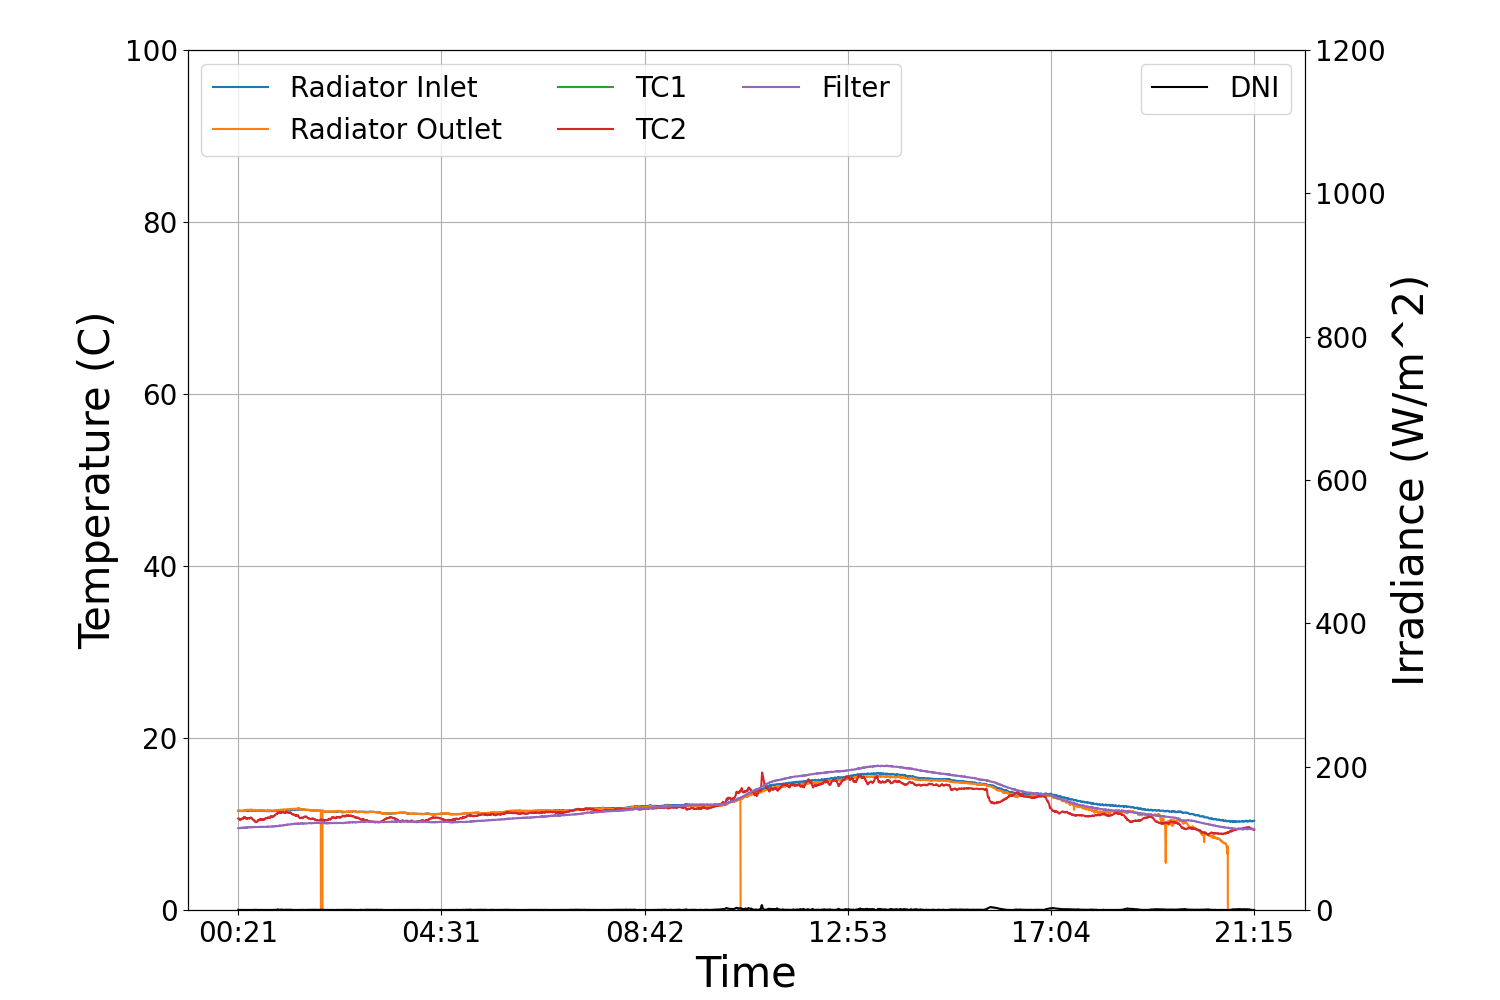 Radiator Inlet
Radiator Outlet
TC1
TC2
Filter
DNI
Temperature (C)
100
80
60
40
20
0
1200
1000
800
600
400
200
0
Irradiance (W/m^2)
00:21 04:31 08:42 12:53 17:04 21:15
Time